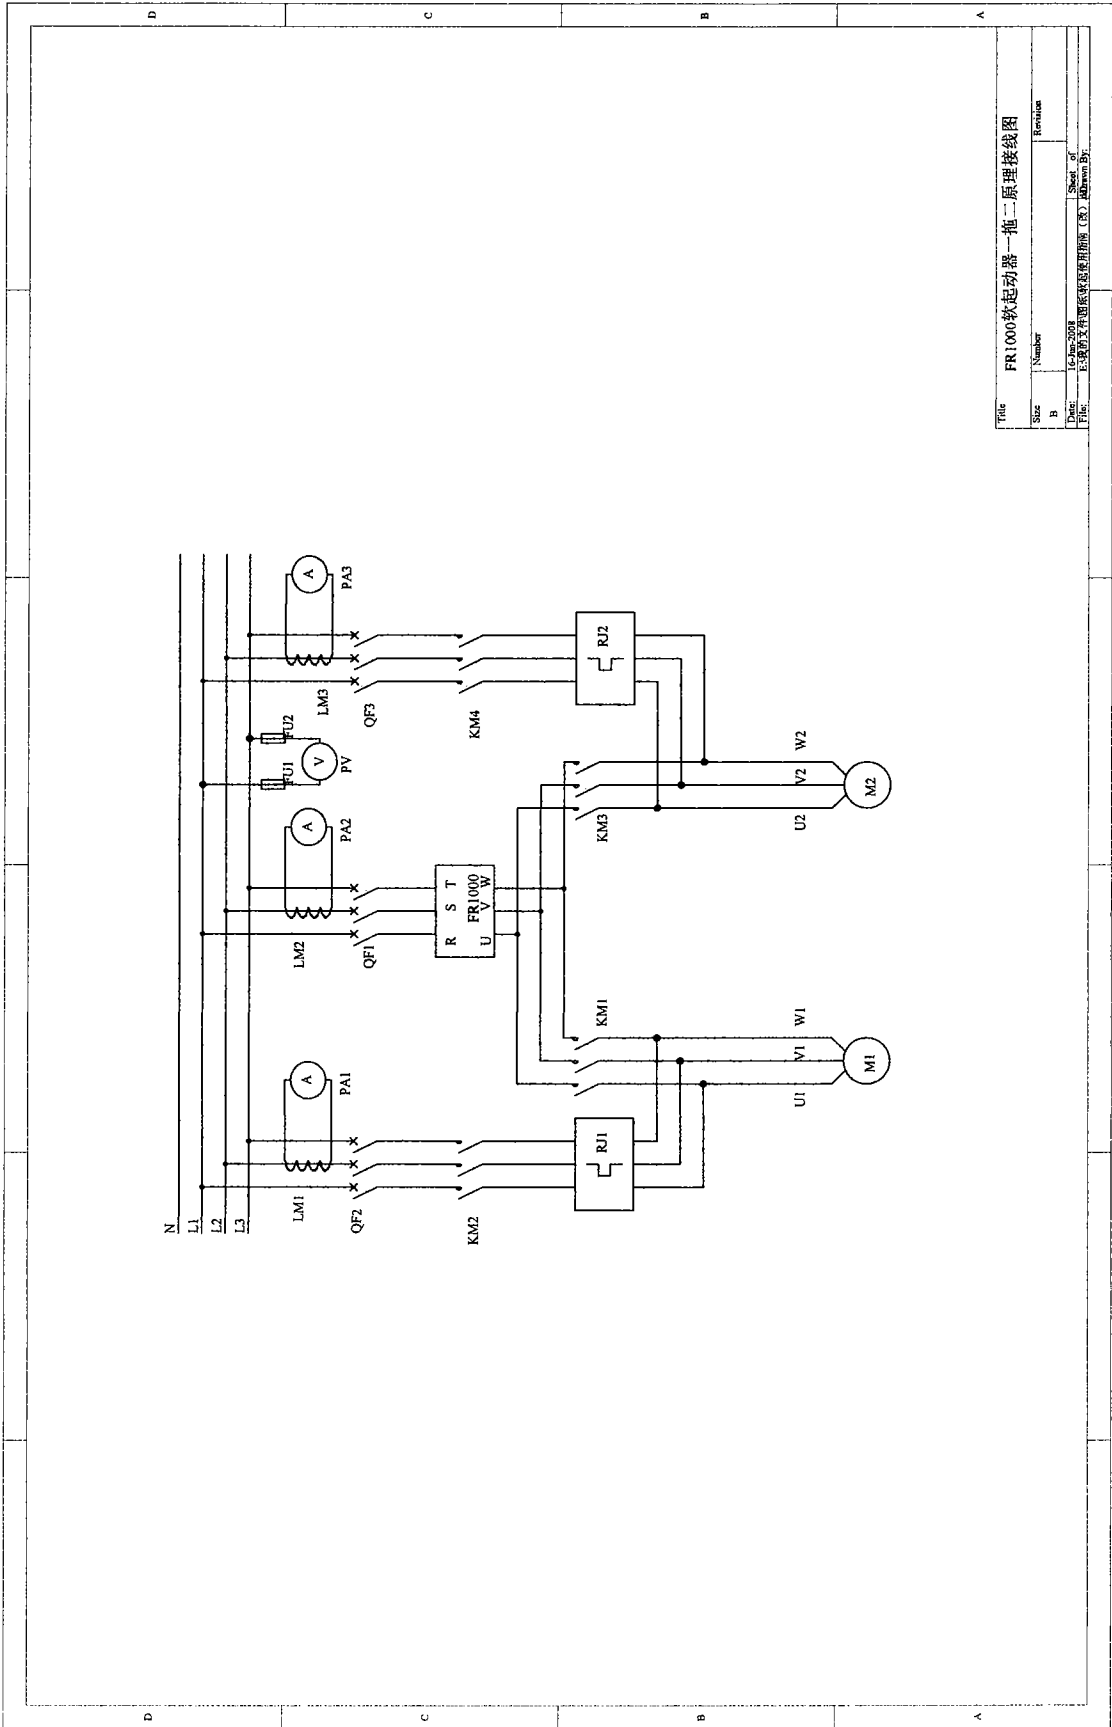 D
C
B
A
N
L1
L2
L3
LM1
A
PA1
QF2
KM2
RJ1
LM2
A
PA2
QF1
R S T
FR1000
U V W
FU1
FU2
V
PV
LM3
A
PA3
QF3
KM4
RJ2
KM1
KM3
U1
V1
W1
M1
U2
V2
W2
M2
Title
FR1000软起动器一拖二原理接线图
Size
B
Number
Revision
Date:
16-Jun-2008
Sheet of
File:
Drawn By:
D
C
B
A